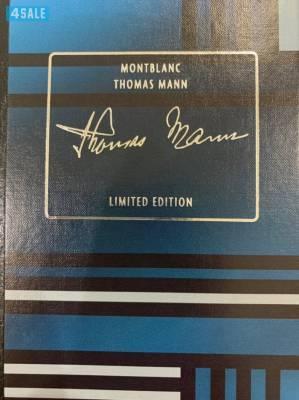 4SALE
MONTBLANC
THOMAS MANN
Thomas Mann
LIMITED EDITION